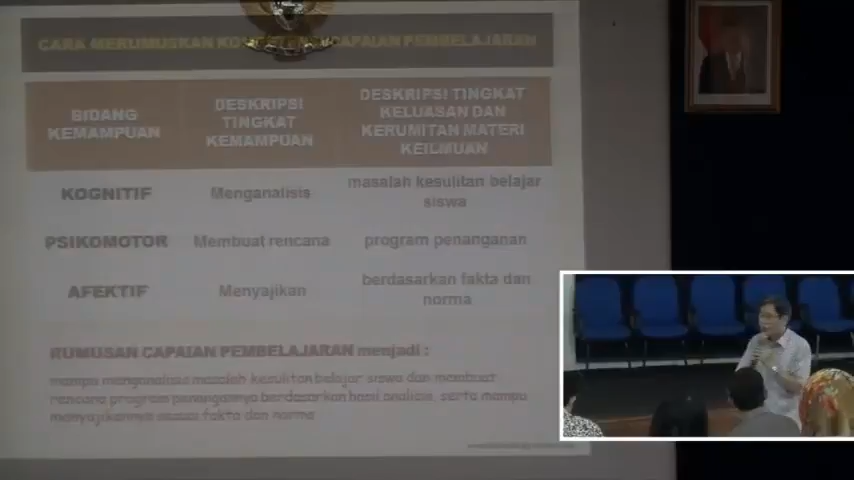 CARA MERUMUSKAN CAPAIAN PEMBELAJARAN
BIDANG
KEMAMPUAN
DESKRIPSI
TINGKAT
KEMAMPUAN
DESKRIPSI TINGKAT
KELUASAN DAN
KERUMITAN MATERI
KEILMUAN
KOGNITIF
Menganalisis
masalah kesulitan belajar
siswa
PSIKOMOTOR
Membuat rencana
program penanganan
AFEKTIF
Menyajikan
berdasarkan fakta dan
norma
RUMUSAN CAPAIAN PEMBELAJARAN menjadi :
mampu menganalisis masalah kesulitan belajar siswa dan membuat
rencana program penangannya berdasarkan hasil analisis, serta mampu
menyajikannya sesuai fakta dan norma